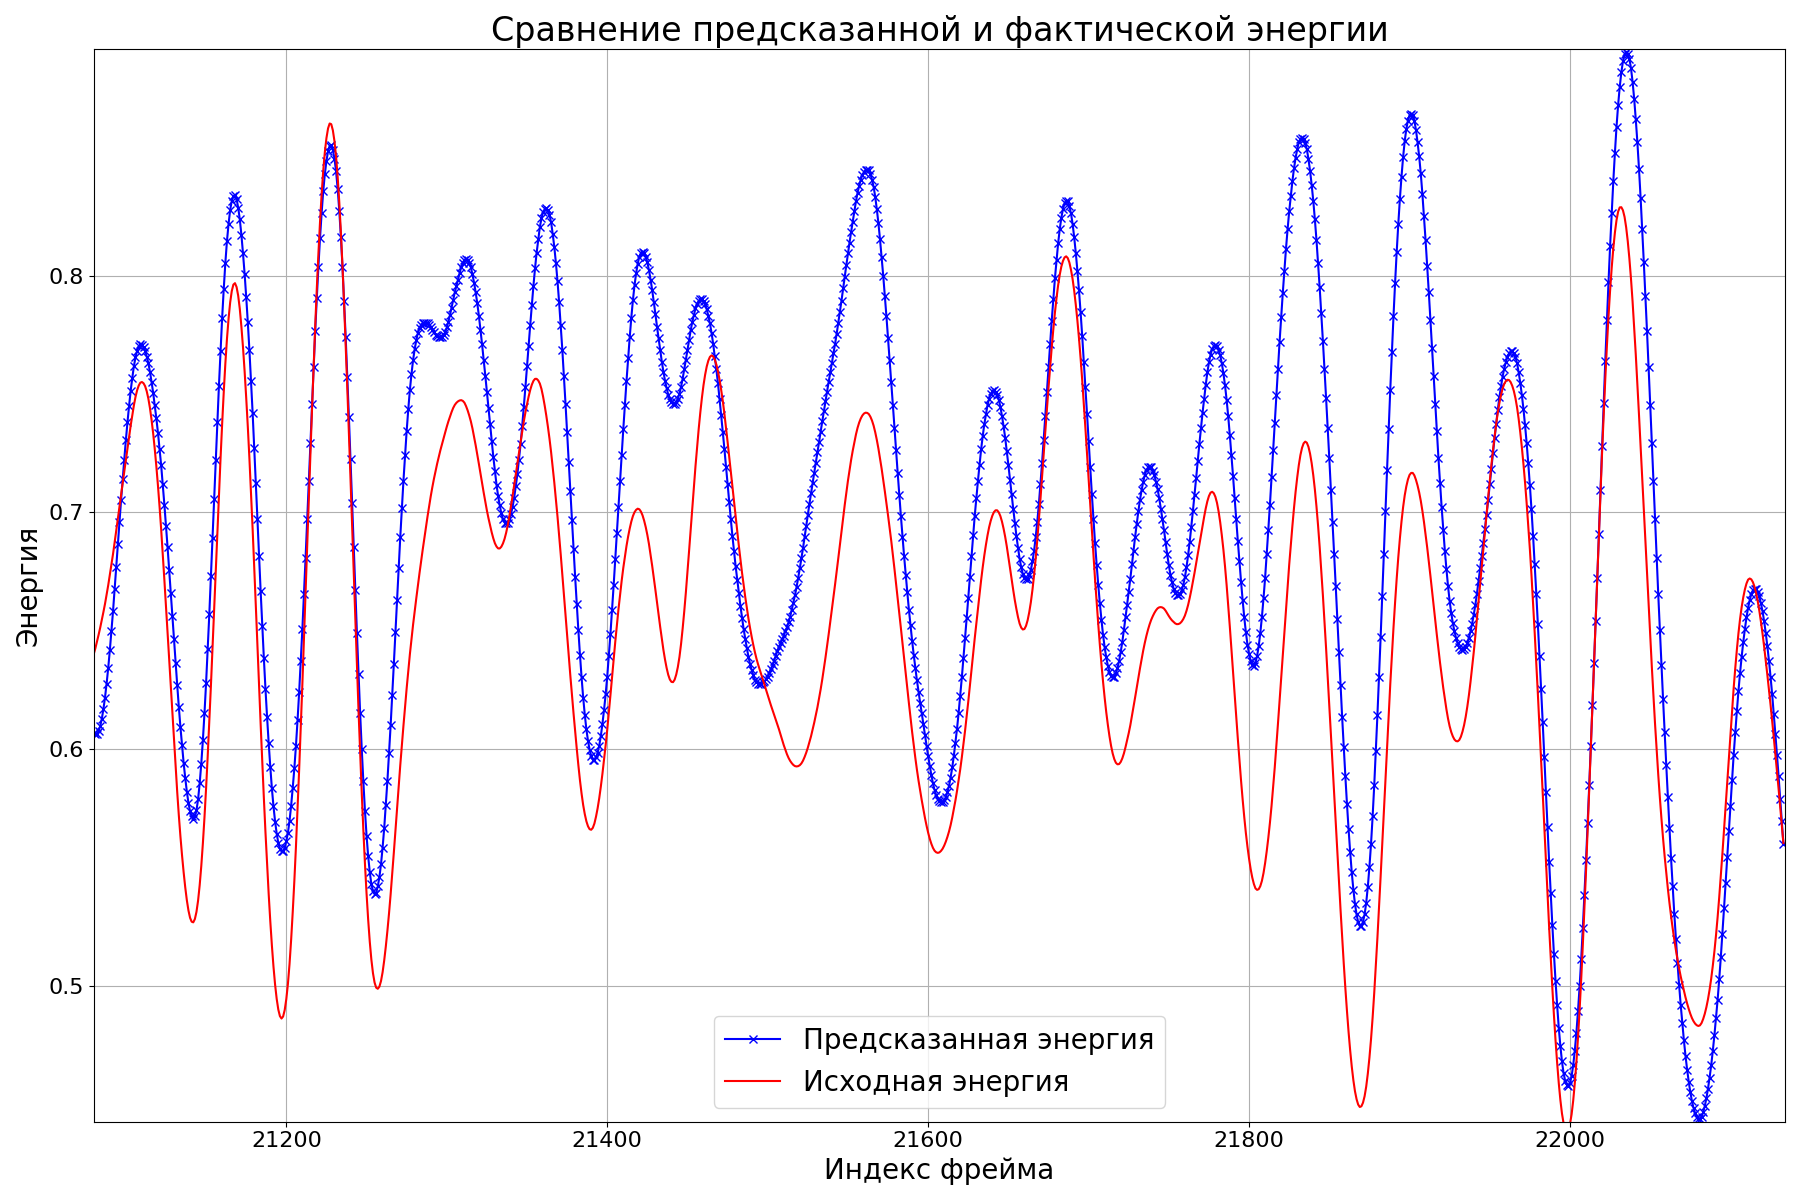 Сравнение предсказанной и фактической энергии
Энергия
0.8
0.7
0.6
0.5
Предсказанная энергия
Исходная энергия
21200 21400 21600 21800 22000
Индекс фрейма